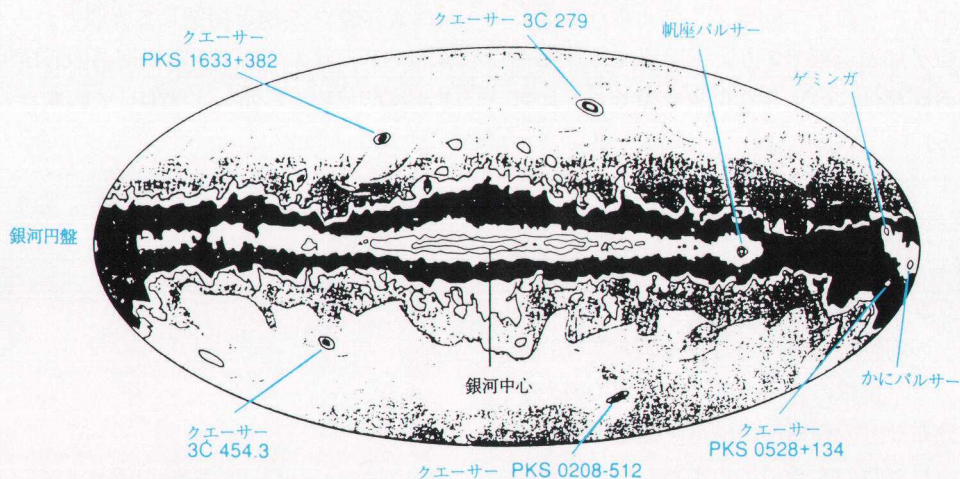 クエーサー 3C 279
クエーサー
PKS 1633+382
帆座パルサー
ゲミンガ
銀河円盤
銀河中心
かにパルサー
クエーサー
3C 454.3
クエーサー PKS 0208-512
クエーサー
PKS 0528+134